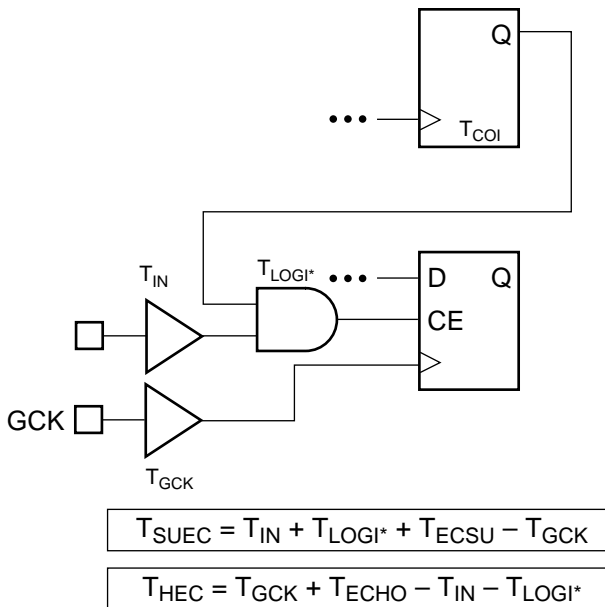 Q
•••
T_COI
T_IN
T_LOGI*
•••
D Q
CE
GCK
T_GCK
T_SUEC = T_IN + T_LOGI* + T_ECSU – T_GCK
T_HEC = T_GCK + T_ECHO – T_IN – T_LOGI*